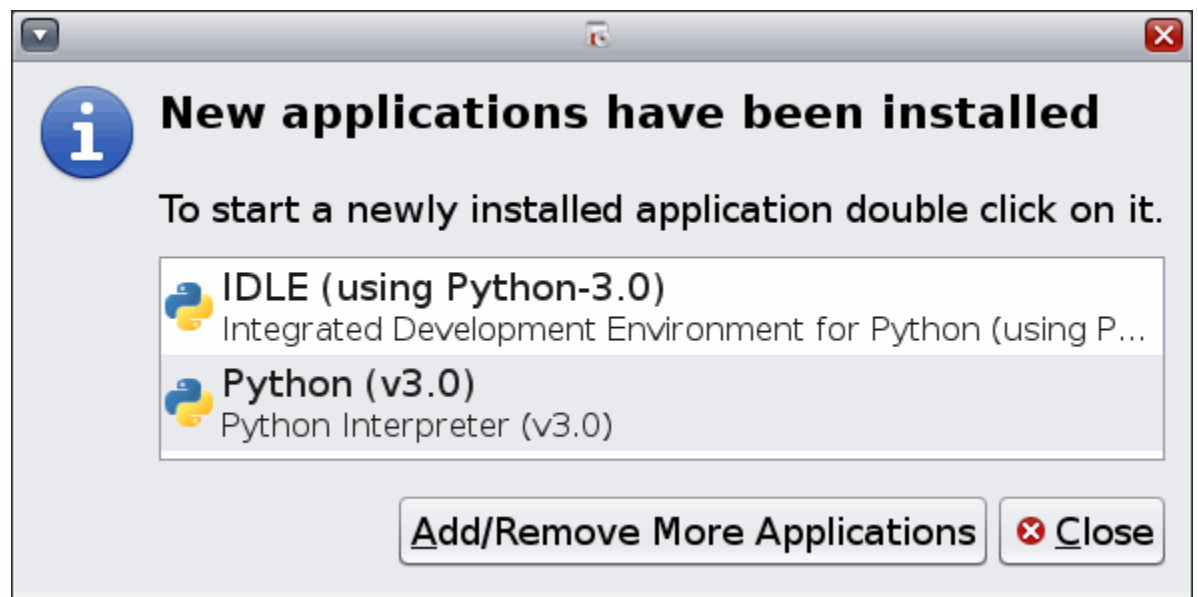 New applications have been installed
To start a newly installed application double click on it.
IDLE (using Python-3.0)
Integrated Development Environment for Python (using P...
Python (v3.0)
Python Interpreter (v3.0)
Add/Remove More Applications
Close